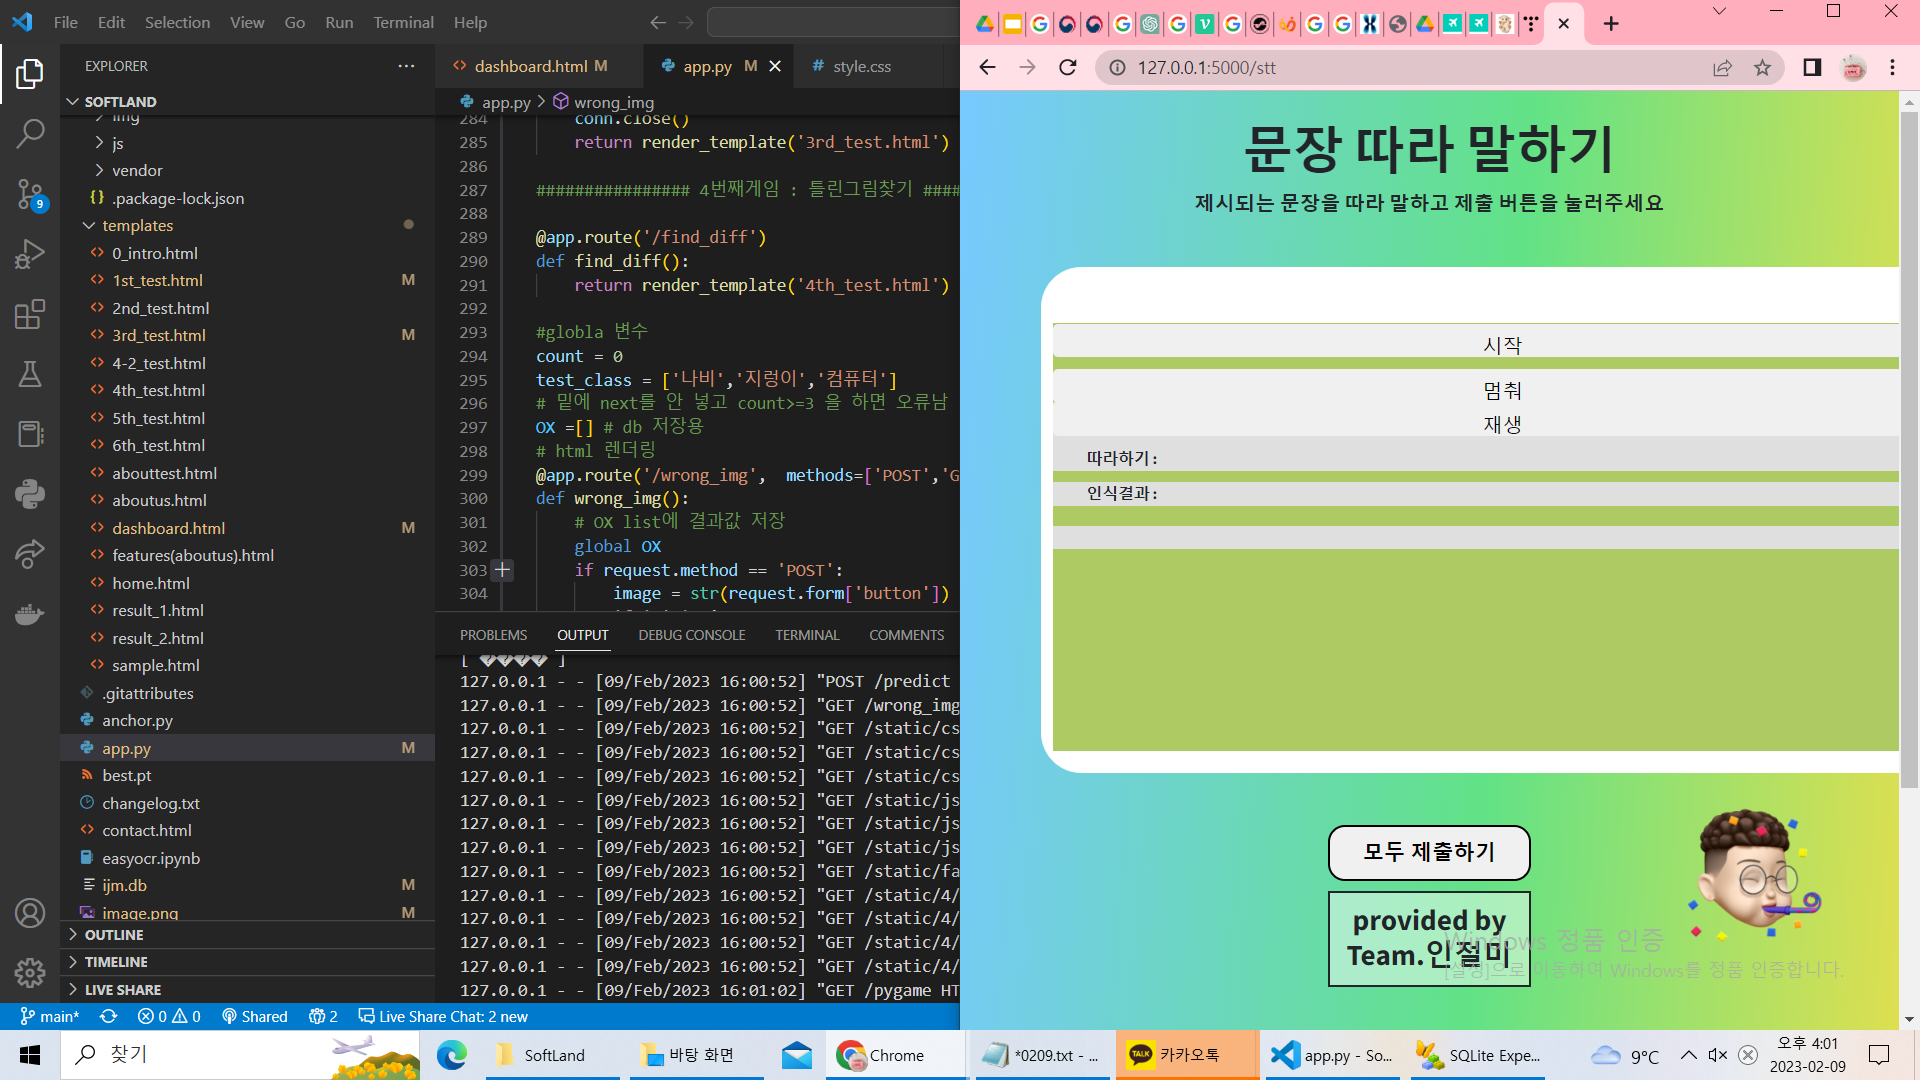 File Edit Selection View Go Run Terminal Help
EXPLORER
SOFTLAND
img
js
vendor
.package-lock.json
templates
0_intro.html
1st_test.html M
2nd_test.html
3rd_test.html M
4-2_test.html
4th_test.html
5th_test.html
6th_test.html
abouttest.html
aboutus.html
dashboard.html M
features(aboutus).html
home.html
result_1.html
result_2.html
sample.html
.gitattributes
anchor.py
app.py M
best.pt
changelog.txt
contact.html
easyocr.ipynb
ijm.db M
image.png M
OUTLINE
TIMELINE
LIVE SHARE
9
dashboard.html M app.py M style.css
app.py > wrong_img
284 conn.close()
285 return render_template('3rd_test.html')
286
287 ################ 4번째게임 : 틀린그림찾기 ####
288
289 @app.route('/find_diff')
290 def find_diff():
291 return render_template('4th_test.html')
292
293 #globla 변수
294 count = 0
295 test_class = ['나비','지렁이','컴퓨터']
296 # 밑에 next를 안 넣고 count>=3 을 하면 오류남
297 OX =[] # db 저장용
298 # html 렌더링
299 @app.route('/wrong_img', methods=['POST','G
300 def wrong_img():
301 # OX list에 결과값 저장
302 global OX
303 if request.method == 'POST':
304 image = str(request.form['button'])
PROBLEMS OUTPUT DEBUG CONSOLE TERMINAL COMMENTS
[ ���� ]
127.0.0.1 - - [09/Feb/2023 16:00:52] "POST /predict
127.0.0.1 - - [09/Feb/2023 16:00:52] "GET /wrong_img
127.0.0.1 - - [09/Feb/2023 16:00:52] "GET /static/cs
127.0.0.1 - - [09/Feb/2023 16:00:52] "GET /static/cs
127.0.0.1 - - [09/Feb/2023 16:00:52] "GET /static/cs
127.0.0.1 - - [09/Feb/2023 16:00:52] "GET /static/js
127.0.0.1 - - [09/Feb/2023 16:00:52] "GET /static/js
127.0.0.1 - - [09/Feb/2023 16:00:52] "GET /static/js
127.0.0.1 - - [09/Feb/2023 16:00:52] "GET /static/fa
127.0.0.1 - - [09/Feb/2023 16:00:52] "GET /static/4/
127.0.0.1 - - [09/Feb/2023 16:00:52] "GET /static/4/
127.0.0.1 - - [09/Feb/2023 16:00:52] "GET /static/4/
127.0.0.1 - - [09/Feb/2023 16:00:52] "GET /static/4/
127.0.0.1 - - [09/Feb/2023 16:01:02] "GET /pygame HT
main* 0 0 Shared 2 Live Share Chat: 2 new
127.0.0.1:5000/stt
문장 따라 말하기
제시되는 문장을 따라 말하고 제출 버튼을 눌러주세요
시작
멈춰
재생
따라하기 :
인식결과 :
모두 제출하기
provided by
Team.인절미
Windows 정품 인증
[설정]으로 이동하여 Windows를 정품 인증합니다.
찾기 SoftLand 바탕 화면 Chrome *0209.txt - ... TALK 카카오톡 app.py - So... SQLite Expe... 9°C
오후 4:01
2023-02-09